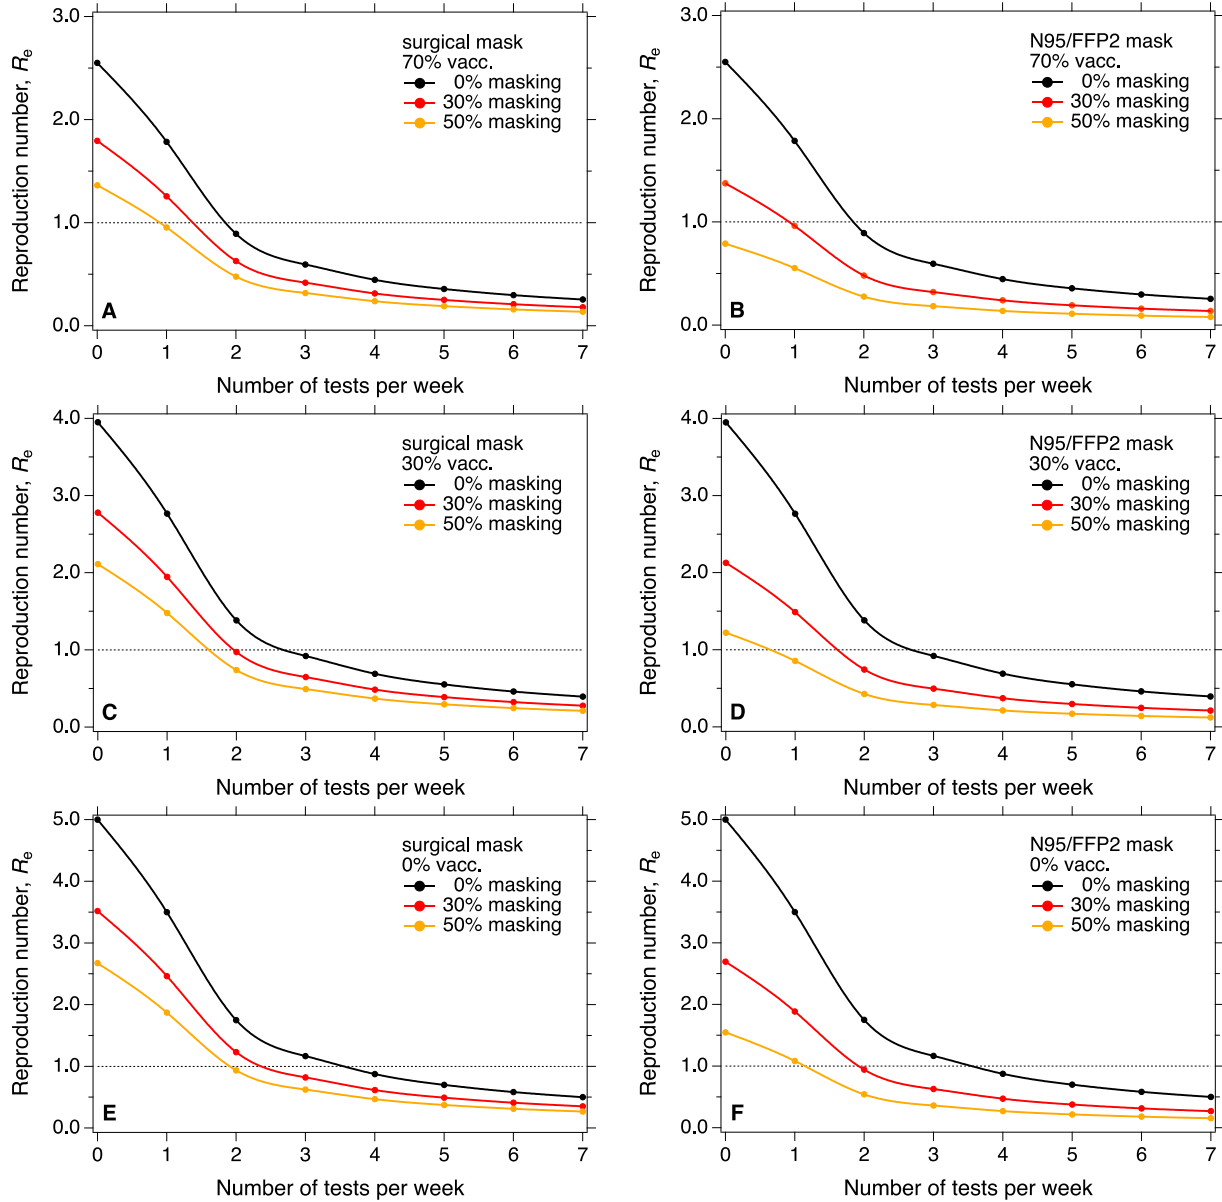 3.0
2.0
1.0
0.0
Reproduction number, Re
surgical mask
70% vacc.
0% masking
30% masking
50% masking
A
0 1 2 3 4 5 6 7
Number of tests per week
3.0
2.0
1.0
0.0
Reproduction number, Re
N95/FFP2 mask
70% vacc.
0% masking
30% masking
50% masking
B
0 1 2 3 4 5 6 7
Number of tests per week
4.0
3.0
2.0
1.0
0.0
Reproduction number, Re
surgical mask
30% vacc.
0% masking
30% masking
50% masking
C
0 1 2 3 4 5 6 7
Number of tests per week
4.0
3.0
2.0
1.0
0.0
Reproduction number, Re
N95/FFP2 mask
30% vacc.
0% masking
30% masking
50% masking
D
0 1 2 3 4 5 6 7
Number of tests per week
5.0
4.0
3.0
2.0
1.0
0.0
Reproduction number, Re
surgical mask
0% vacc.
0% masking
30% masking
50% masking
E
0 1 2 3 4 5 6 7
Number of tests per week
5.0
4.0
3.0
2.0
1.0
0.0
Reproduction number, Re
N95/FFP2 mask
0% vacc.
0% masking
30% masking
50% masking
F
0 1 2 3 4 5 6 7
Number of tests per week